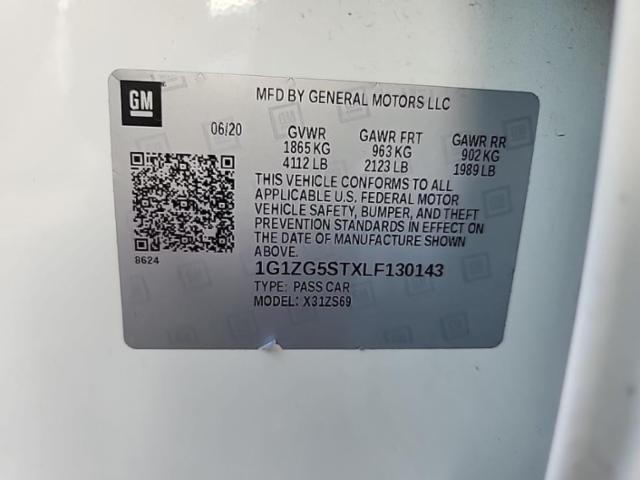 GM
MFD BY GENERAL MOTORS LLC
06/20 GVWR GAWR FRT GAWR RR
1865 KG 963 KG 902 KG
4112 LB 2123 LB 1989 LB
THIS VEHICLE CONFORMS TO ALL
APPLICABLE U.S. FEDERAL MOTOR
VEHICLE SAFETY, BUMPER, AND THEFT
PREVENTION STANDARDS IN EFFECT ON
THE DATE OF MANUFACTURE SHOWN
ABOVE.
8624
1G1ZG5STXLF130143
TYPE: PASS CAR
MODEL: X31ZS69